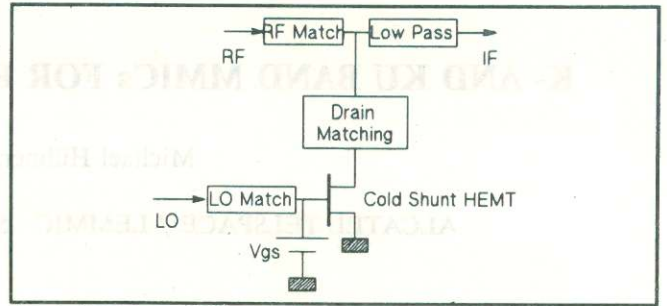 RF Match
Low Pass
RF
IF
Drain
Matching
LO Match
Cold Shunt HEMT
LO
Vgs